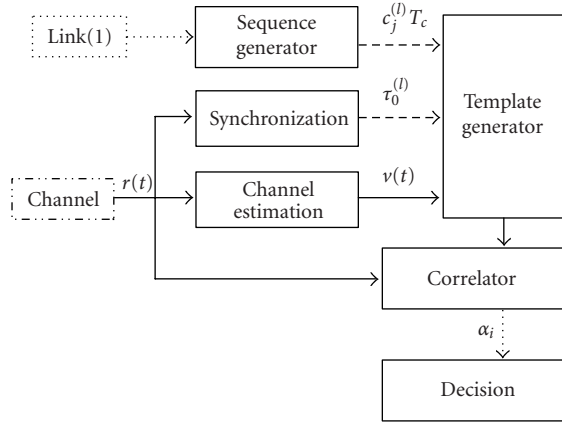 Link(1)
Sequence
generator
c_j^{(l)} T_c
Synchronization
τ_0^{(l)}
Template
generator
Channel
r(t)
Channel
estimation
ν(t)
Correlator
α_i
Decision